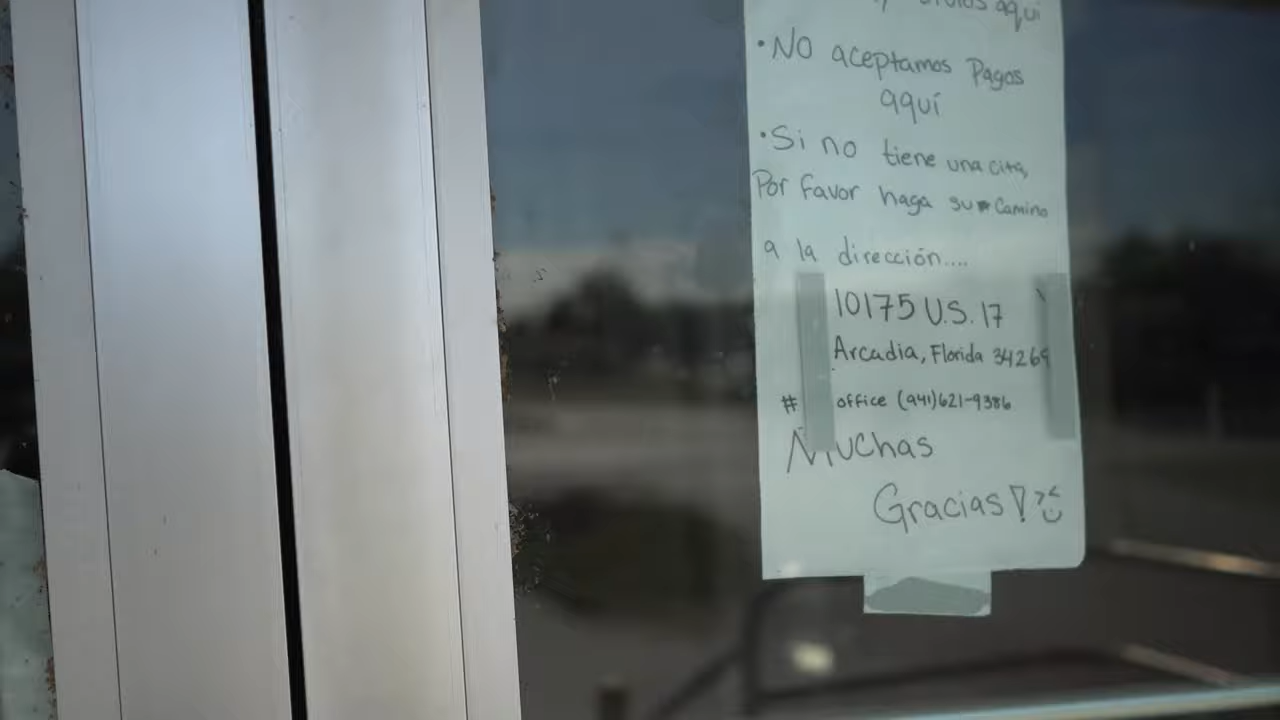 aquí
•No aceptamos Pagos
aquí
•Si no tiene una cita,
Por favor haga su Camino
a la dirección....
10175 U.S. 17
Arcadia, Florida 34269
# office (941)621-9386
Muchas
Gracias!